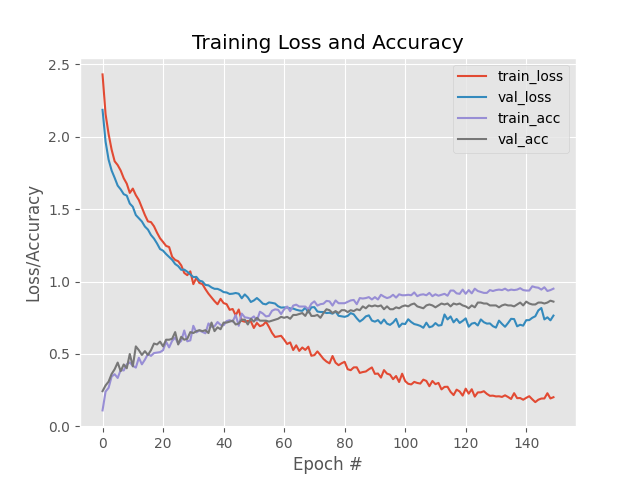 Training Loss and Accuracy
2.5
2.0
1.5
1.0
0.5
0.0
Loss/Accuracy
train_loss
val_loss
train_acc
val_acc
0 20 40 60 80 100 120 140
Epoch #